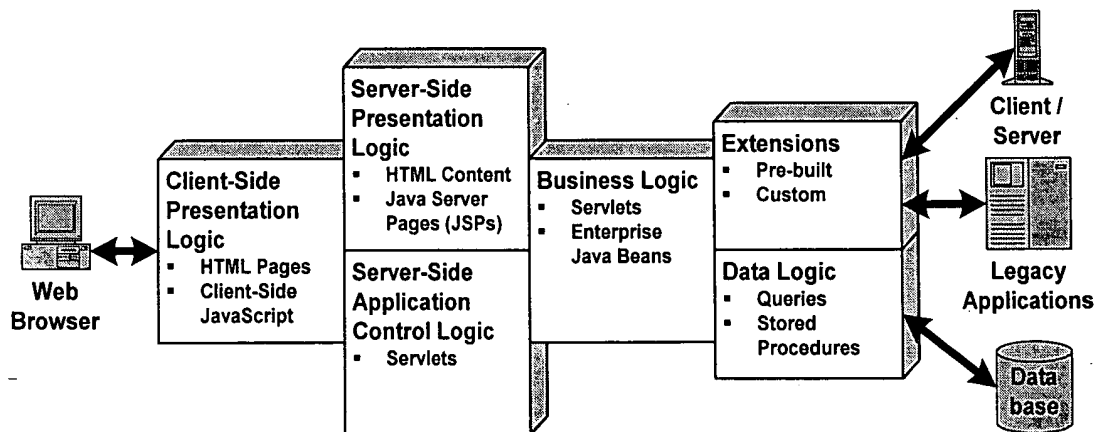 Web
Browser
Client-Side
Presentation
Logic
▪ HTML Pages
▪ Client-Side
JavaScript
Server-Side
Presentation
Logic
▪ HTML Content
▪ Java Server
Pages (JSPs)
Server-Side
Application
Control Logic
▪ Servlets
Business Logic
▪ Servlets
▪ Enterprise
Java Beans
Extensions
▪ Pre-built
▪ Custom
Data Logic
▪ Queries
▪ Stored
Procedures
Client /
Server
Legacy
Applications
Data
base